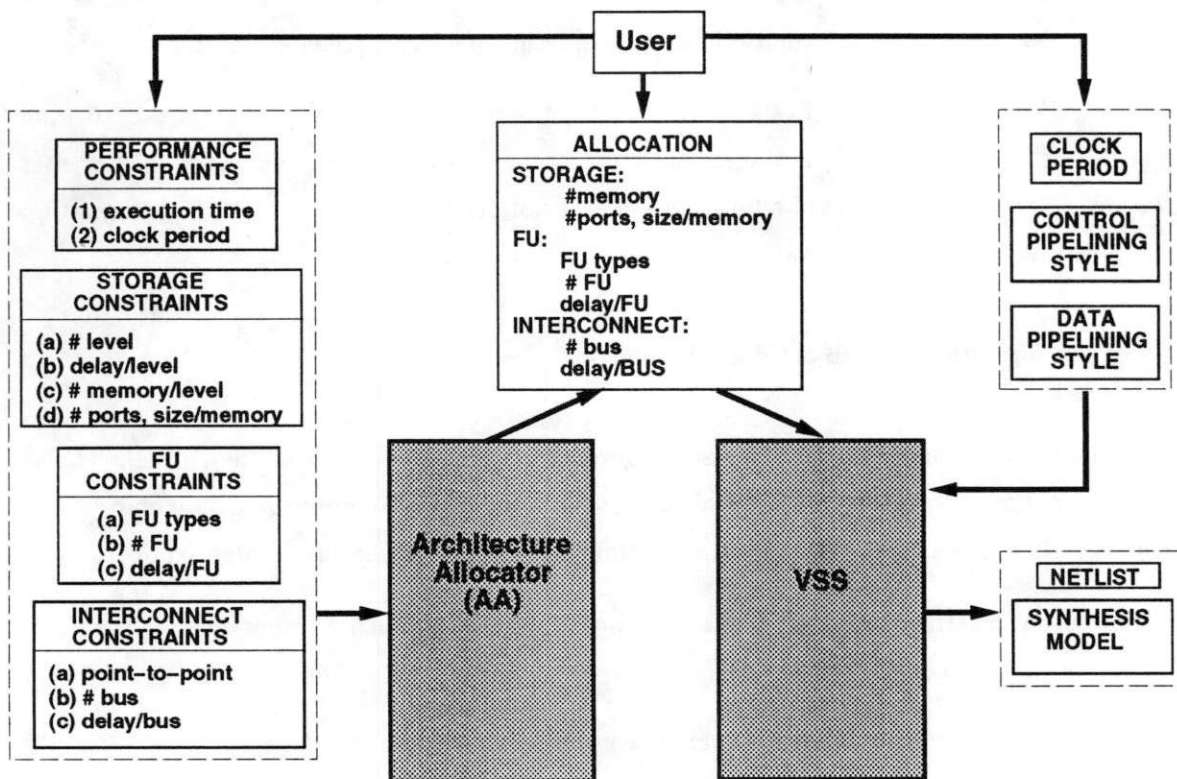 User
PERFORMANCE
CONSTRAINTS
(1) execution time
(2) clock period
STORAGE
CONSTRAINTS
(a) # level
(b) delay/level
(c) # memory/level
(d) # ports, size/memory
FU
CONSTRAINTS
(a) FU types
(b) # FU
(c) delay/FU
INTERCONNECT
CONSTRAINTS
(a) point–to–point
(b) # bus
(c) delay/bus
ALLOCATION
STORAGE:
#memory
#ports, size/memory
FU:
FU types
# FU
delay/FU
INTERCONNECT:
# bus
delay/BUS
Architecture
Allocator
(AA)
VSS
CLOCK
PERIOD
CONTROL
PIPELINING
STYLE
DATA
PIPELINING
STYLE
NETLIST
SYNTHESIS
MODEL